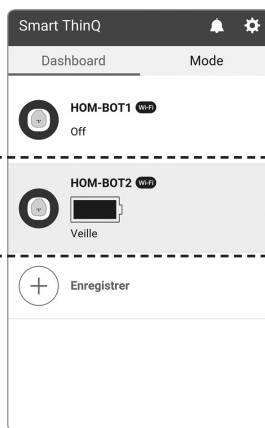 Smart ThinQ
Dashboard Mode
HOM-BOT1 Wi-Fi
Off
HOM-BOT2 Wi-Fi
Veille
Enregistrer